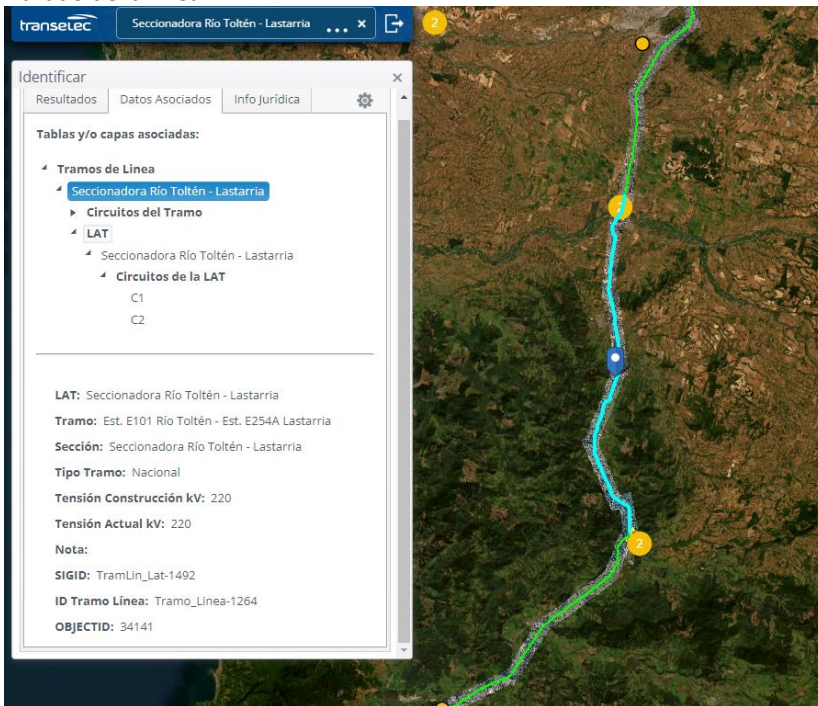 transelec
Seccionadora Río Toltén - Lastarria ... ×
2
Identificar ×
Resultados Datos Asociados Info Jurídica
Tablas y/o capas asociadas:
Tramos de Linea
Seccionadora Río Toltén - Lastarria
Circuitos del Tramo
LAT
Seccionadora Río Toltén - Lastarria
Circuitos de la LAT
C1
C2
LAT: Seccionadora Río Toltén - Lastarria
Tramo: Est. E101 Río Toltén - Est. E254A Lastarria
Sección: Seccionadora Río Toltén - Lastarria
Tipo Tramo: Nacional
Tensión Construcción kV: 220
Tensión Actual kV: 220
Nota:
SIGID: TramLin_Lat-1492
ID Tramo Línea: Tramo_Linea-1264
OBJECTID: 34141
2
2